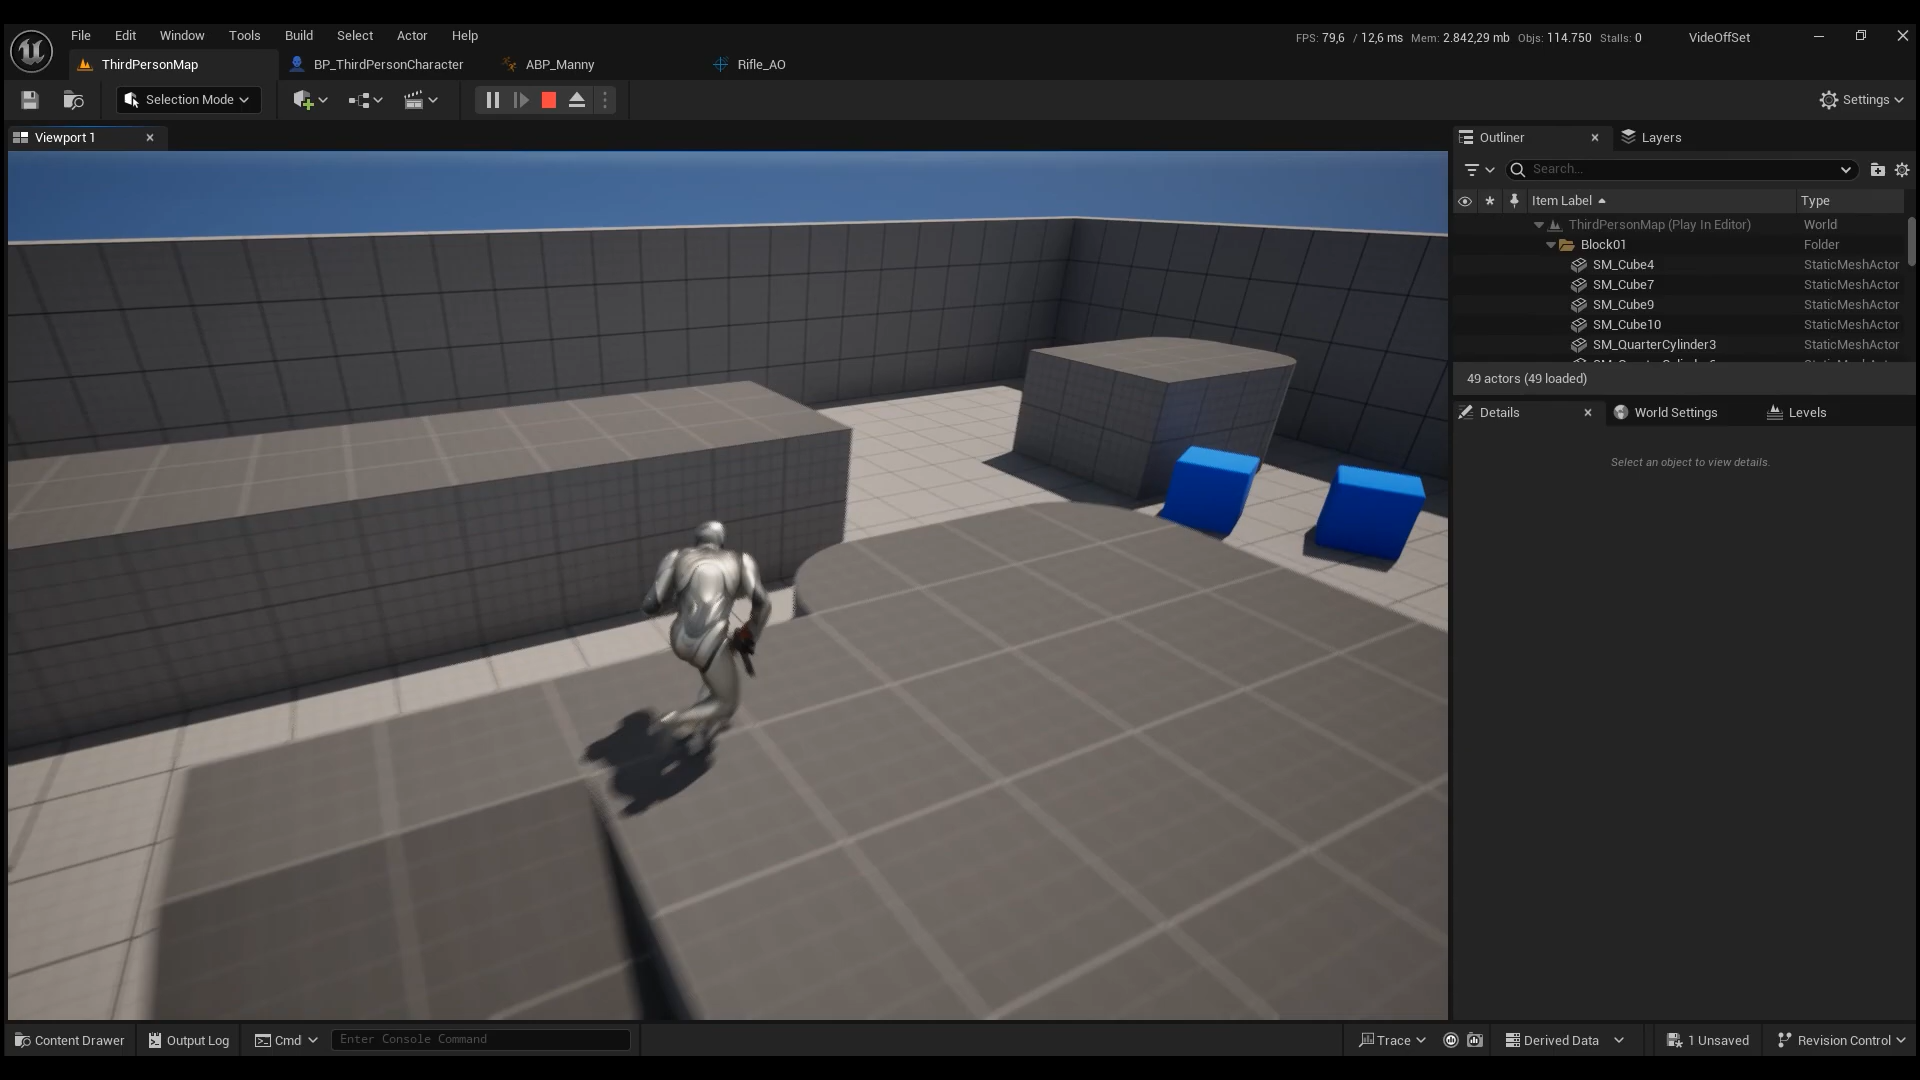 File Edit Window Tools Build Select Actor Help
FPS: 79,6 / 12,6 ms Mem: 2.842,29 mb Objs: 114.750 Stalls: 0 VideOffSet
ThirdPersonMap BP_ThirdPersonCharacter ABP_Manny Rifle_AO
Selection Mode Settings
Viewport 1
Outliner Layers
Search...
Item Label Type
ThirdPersonMap (Play In Editor) World
Block01 Folder
SM_Cube4 StaticMeshActor
SM_Cube7 StaticMeshActor
SM_Cube9 StaticMeshActor
SM_Cube10 StaticMeshActor
SM_QuarterCylinder3 StaticMeshActor
49 actors (49 loaded)
Details World Settings Levels
Select an object to view details.
Content Drawer Output Log Cmd Enter Console Command Trace Derived Data 1 Unsaved Revision Control